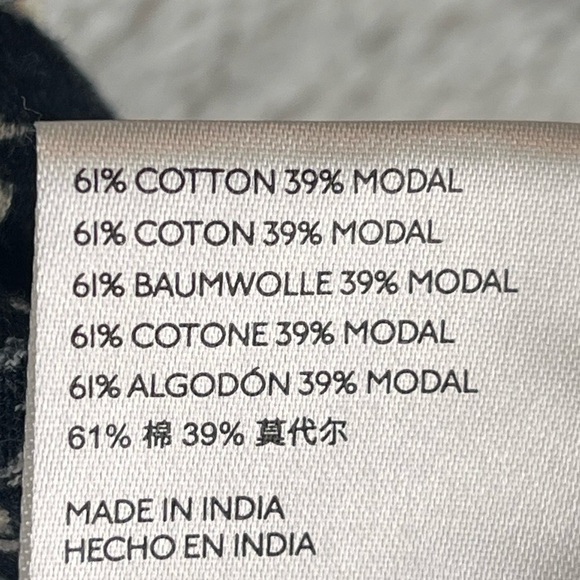 61% COTTON 39% MODAL
61% COTON 39% MODAL
61% BAUMWOLLE 39% MODAL
61% COTONE 39% MODAL
61% ALGODÓN 39% MODAL
61% 棉 39% 莫代尔
MADE IN INDIA
HECHO EN INDIA